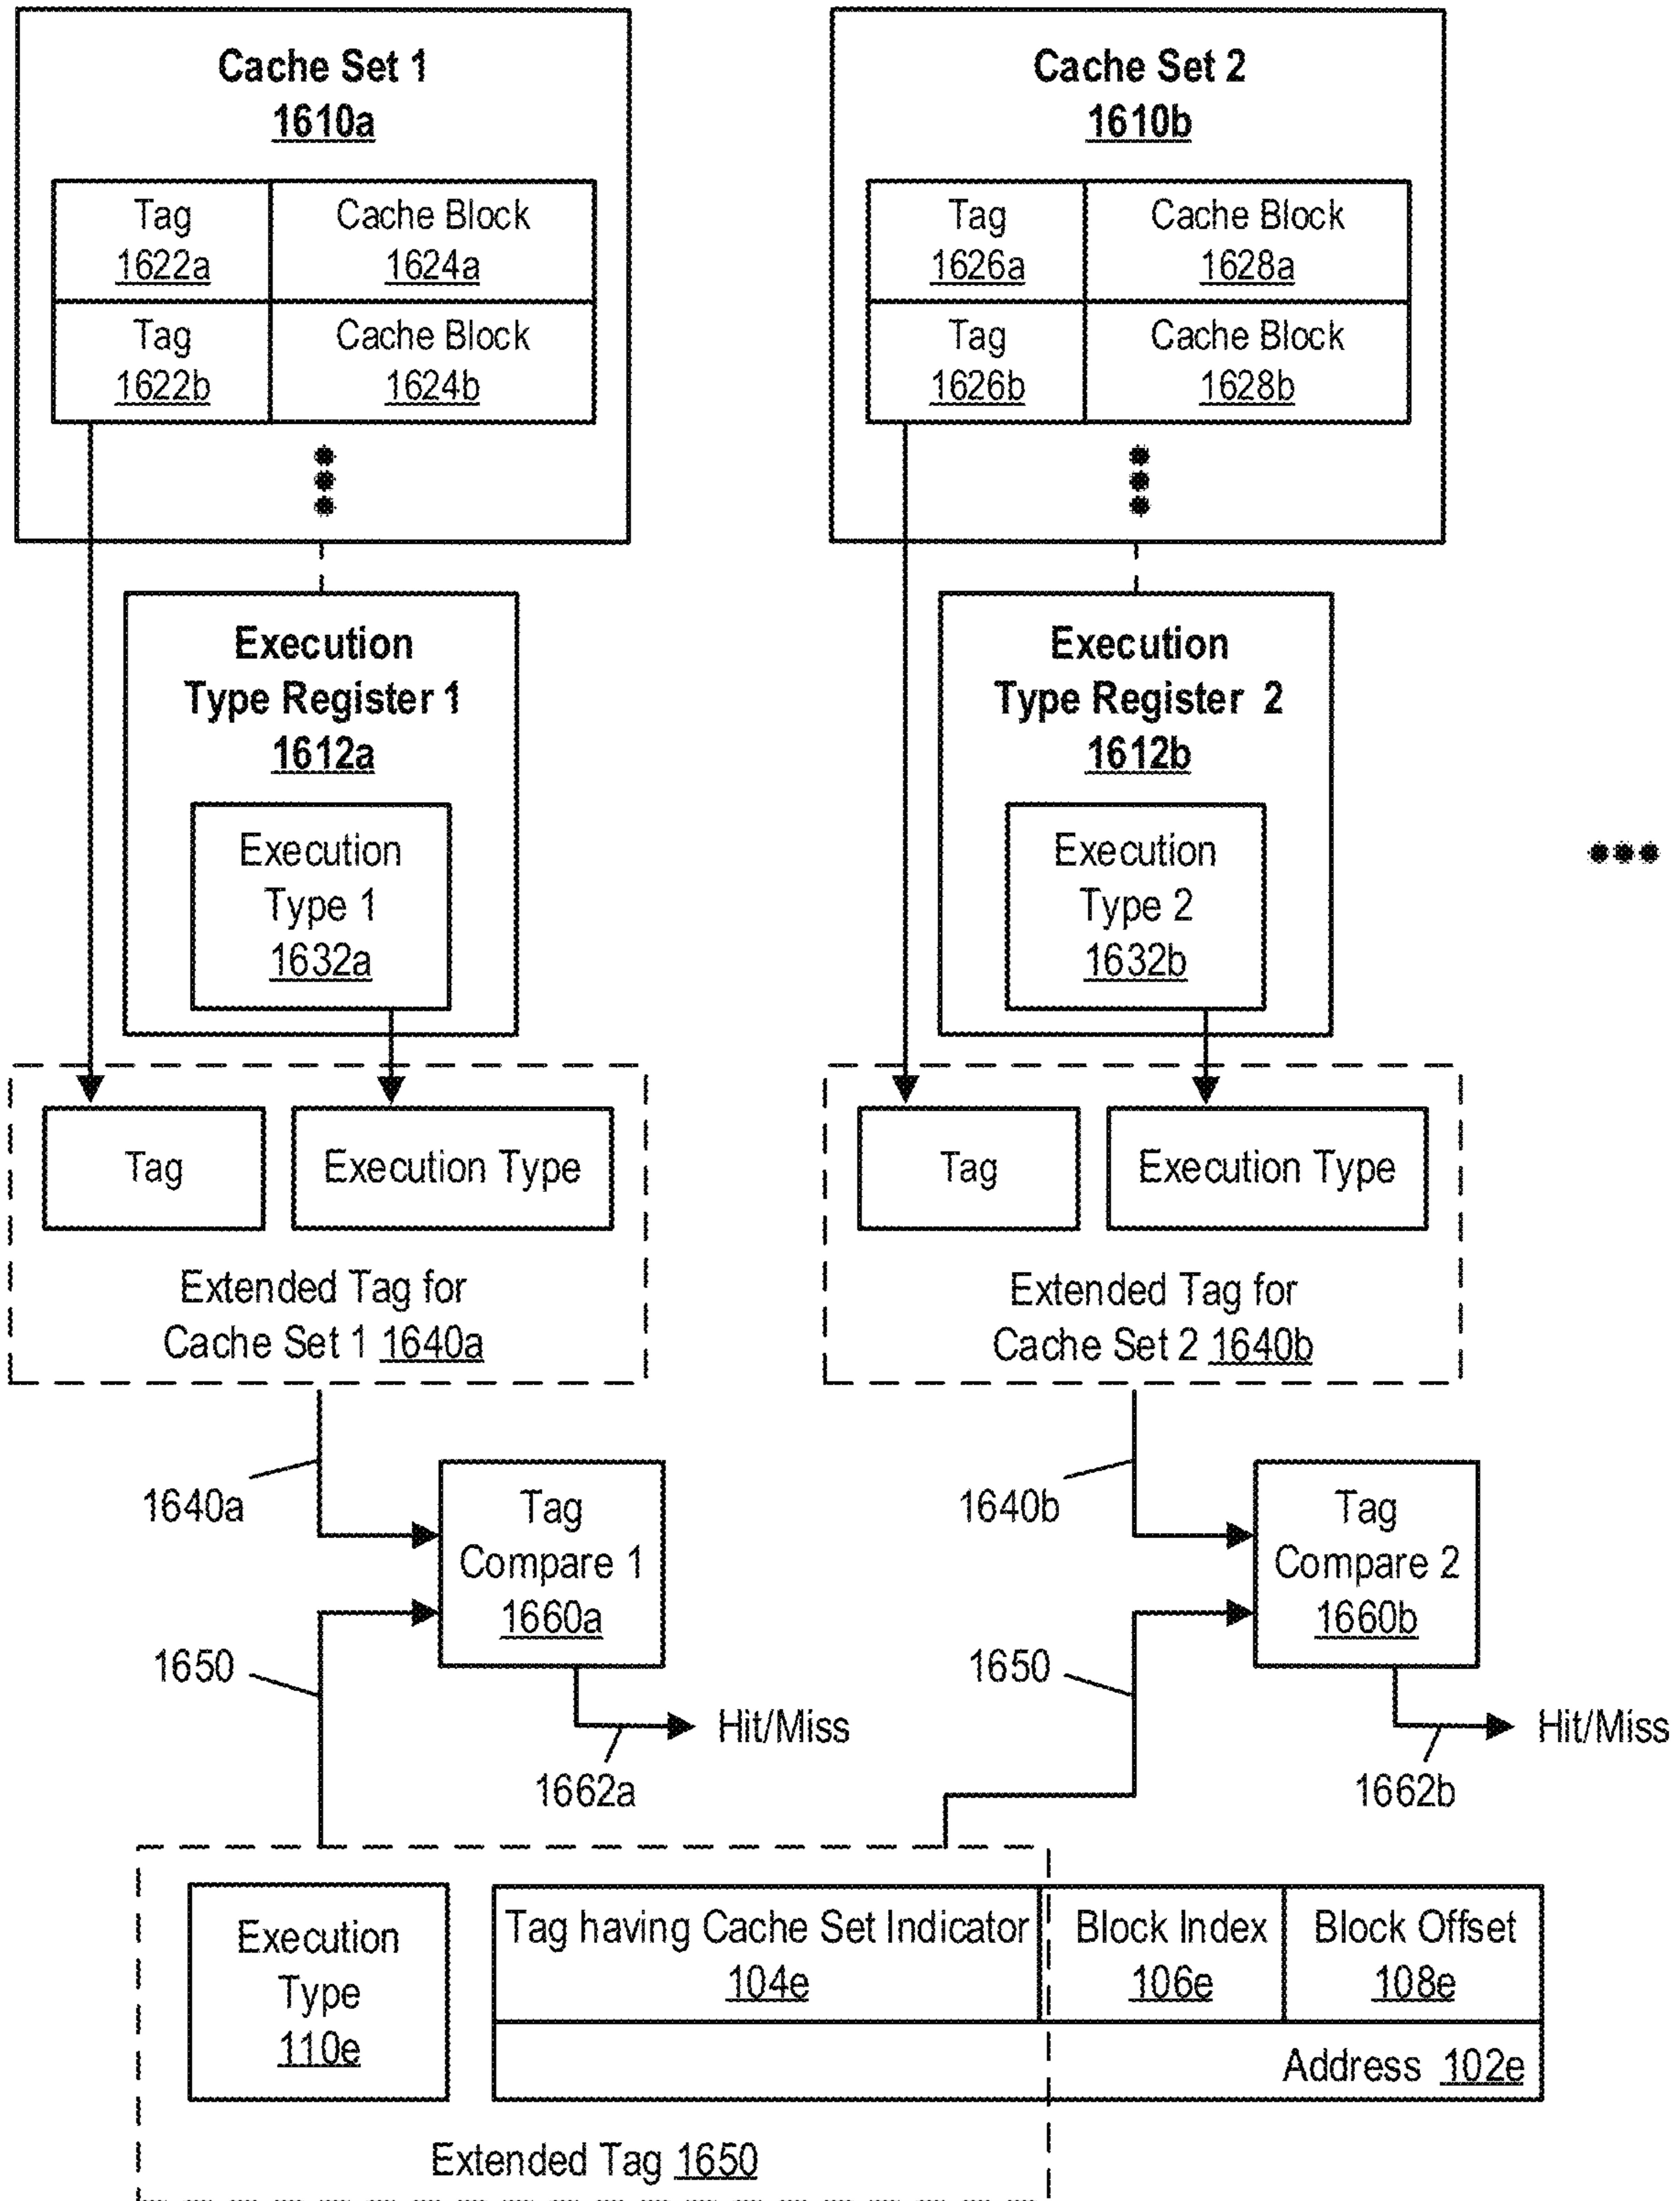 Cache Set 1
1610a
Tag
1622a
Cache Block
1624a
Tag
1622b
Cache Block
1624b
Execution
Type Register 1
1612a
Execution
Type 1
1632a
Tag
Execution Type
Extended Tag for
Cache Set 1 1640a
1640a
Tag
Compare 1
1660a
1650
Hit/Miss
1662a
Cache Set 2
1610b
Tag
1626a
Cache Block
1628a
Tag
1626b
Cache Block
1628b
Execution
Type Register 2
1612b
Execution
Type 2
1632b
Tag
Execution Type
Extended Tag for
Cache Set 2 1640b
1640b
Tag
Compare 2
1660b
1650
Hit/Miss
1662b
Execution
Type
110e
Tag having Cache Set Indicator
104e
Block Index
106e
Block Offset
108e
Address 102e
Extended Tag 1650